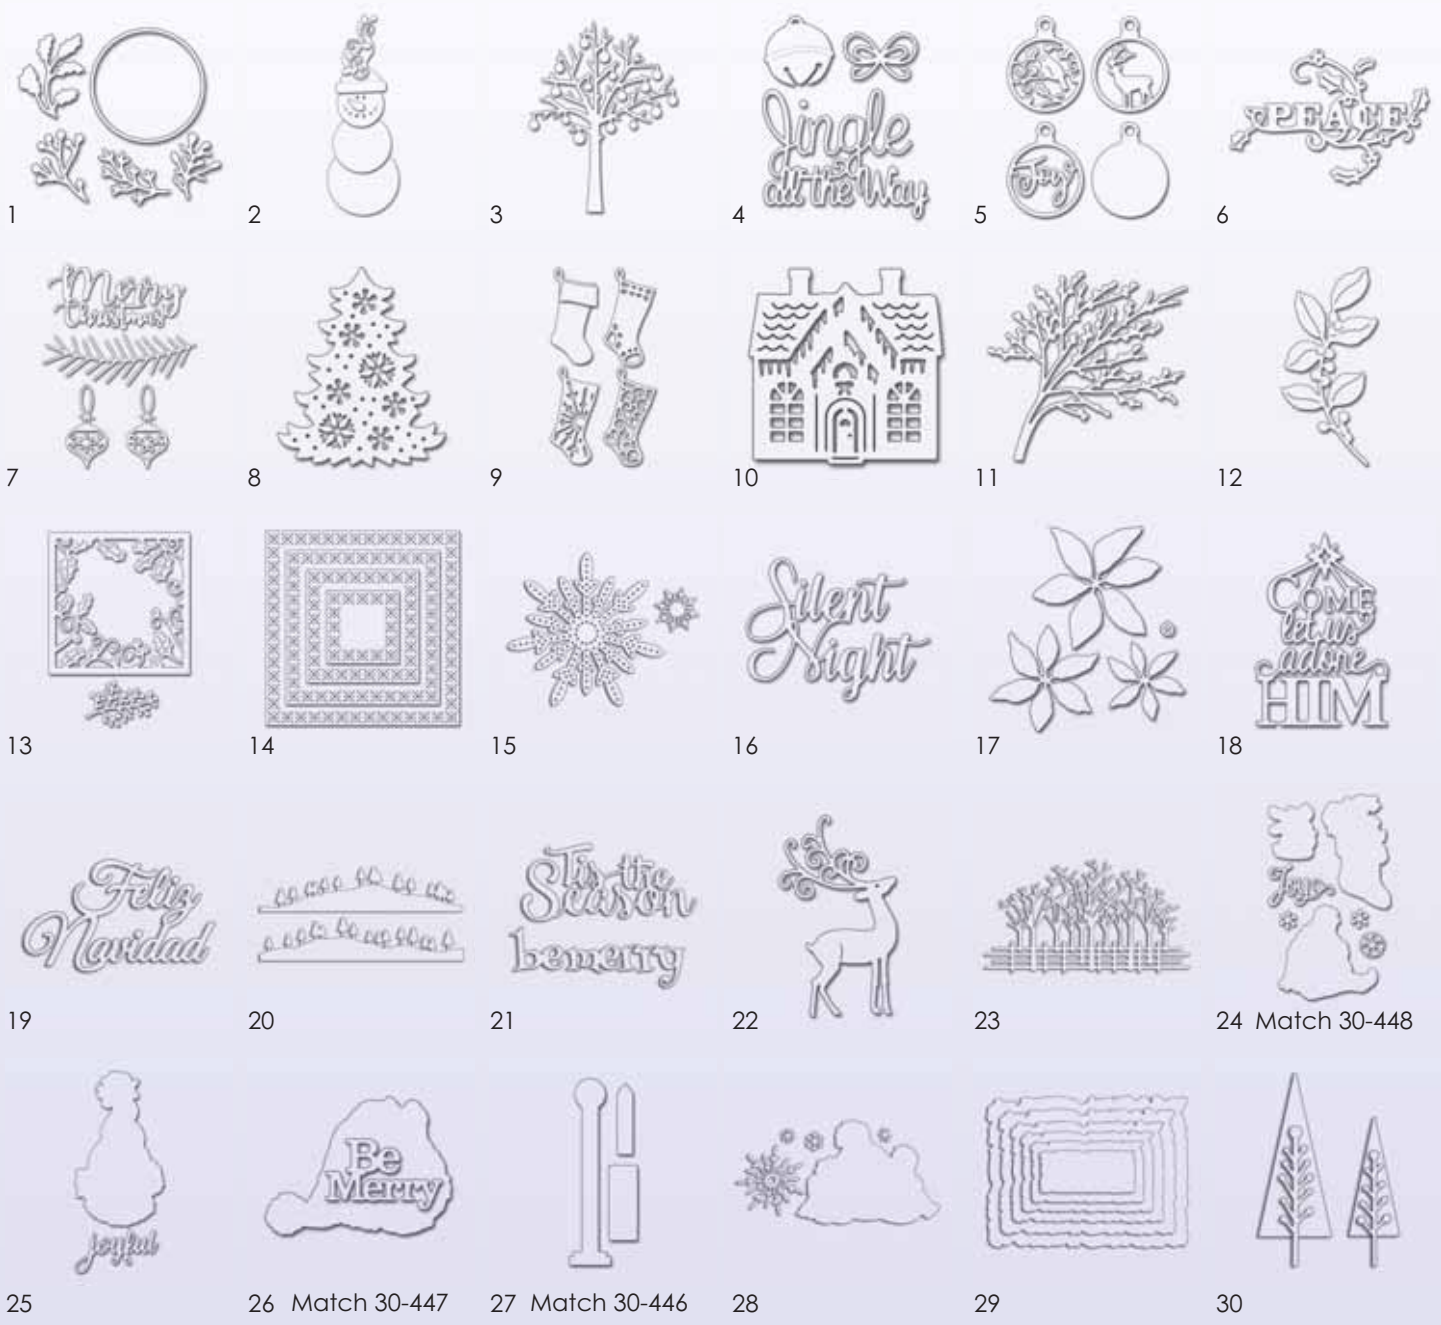 1
2
3
4
Jingle
all the Way
5
Joy
6
PEACE
7
Merry
Christmas
8
9
10
11
12
13
14
15
16
Silent
Night
17
18
COME
let us
adore
HIM
19
Feliz
Navidad
20
21
Tis the
Season
be merry
22
23
24 Match 30-448
Joy
25
joyful
26 Match 30-447
Be
Merry
27 Match 30-446
28
29
30